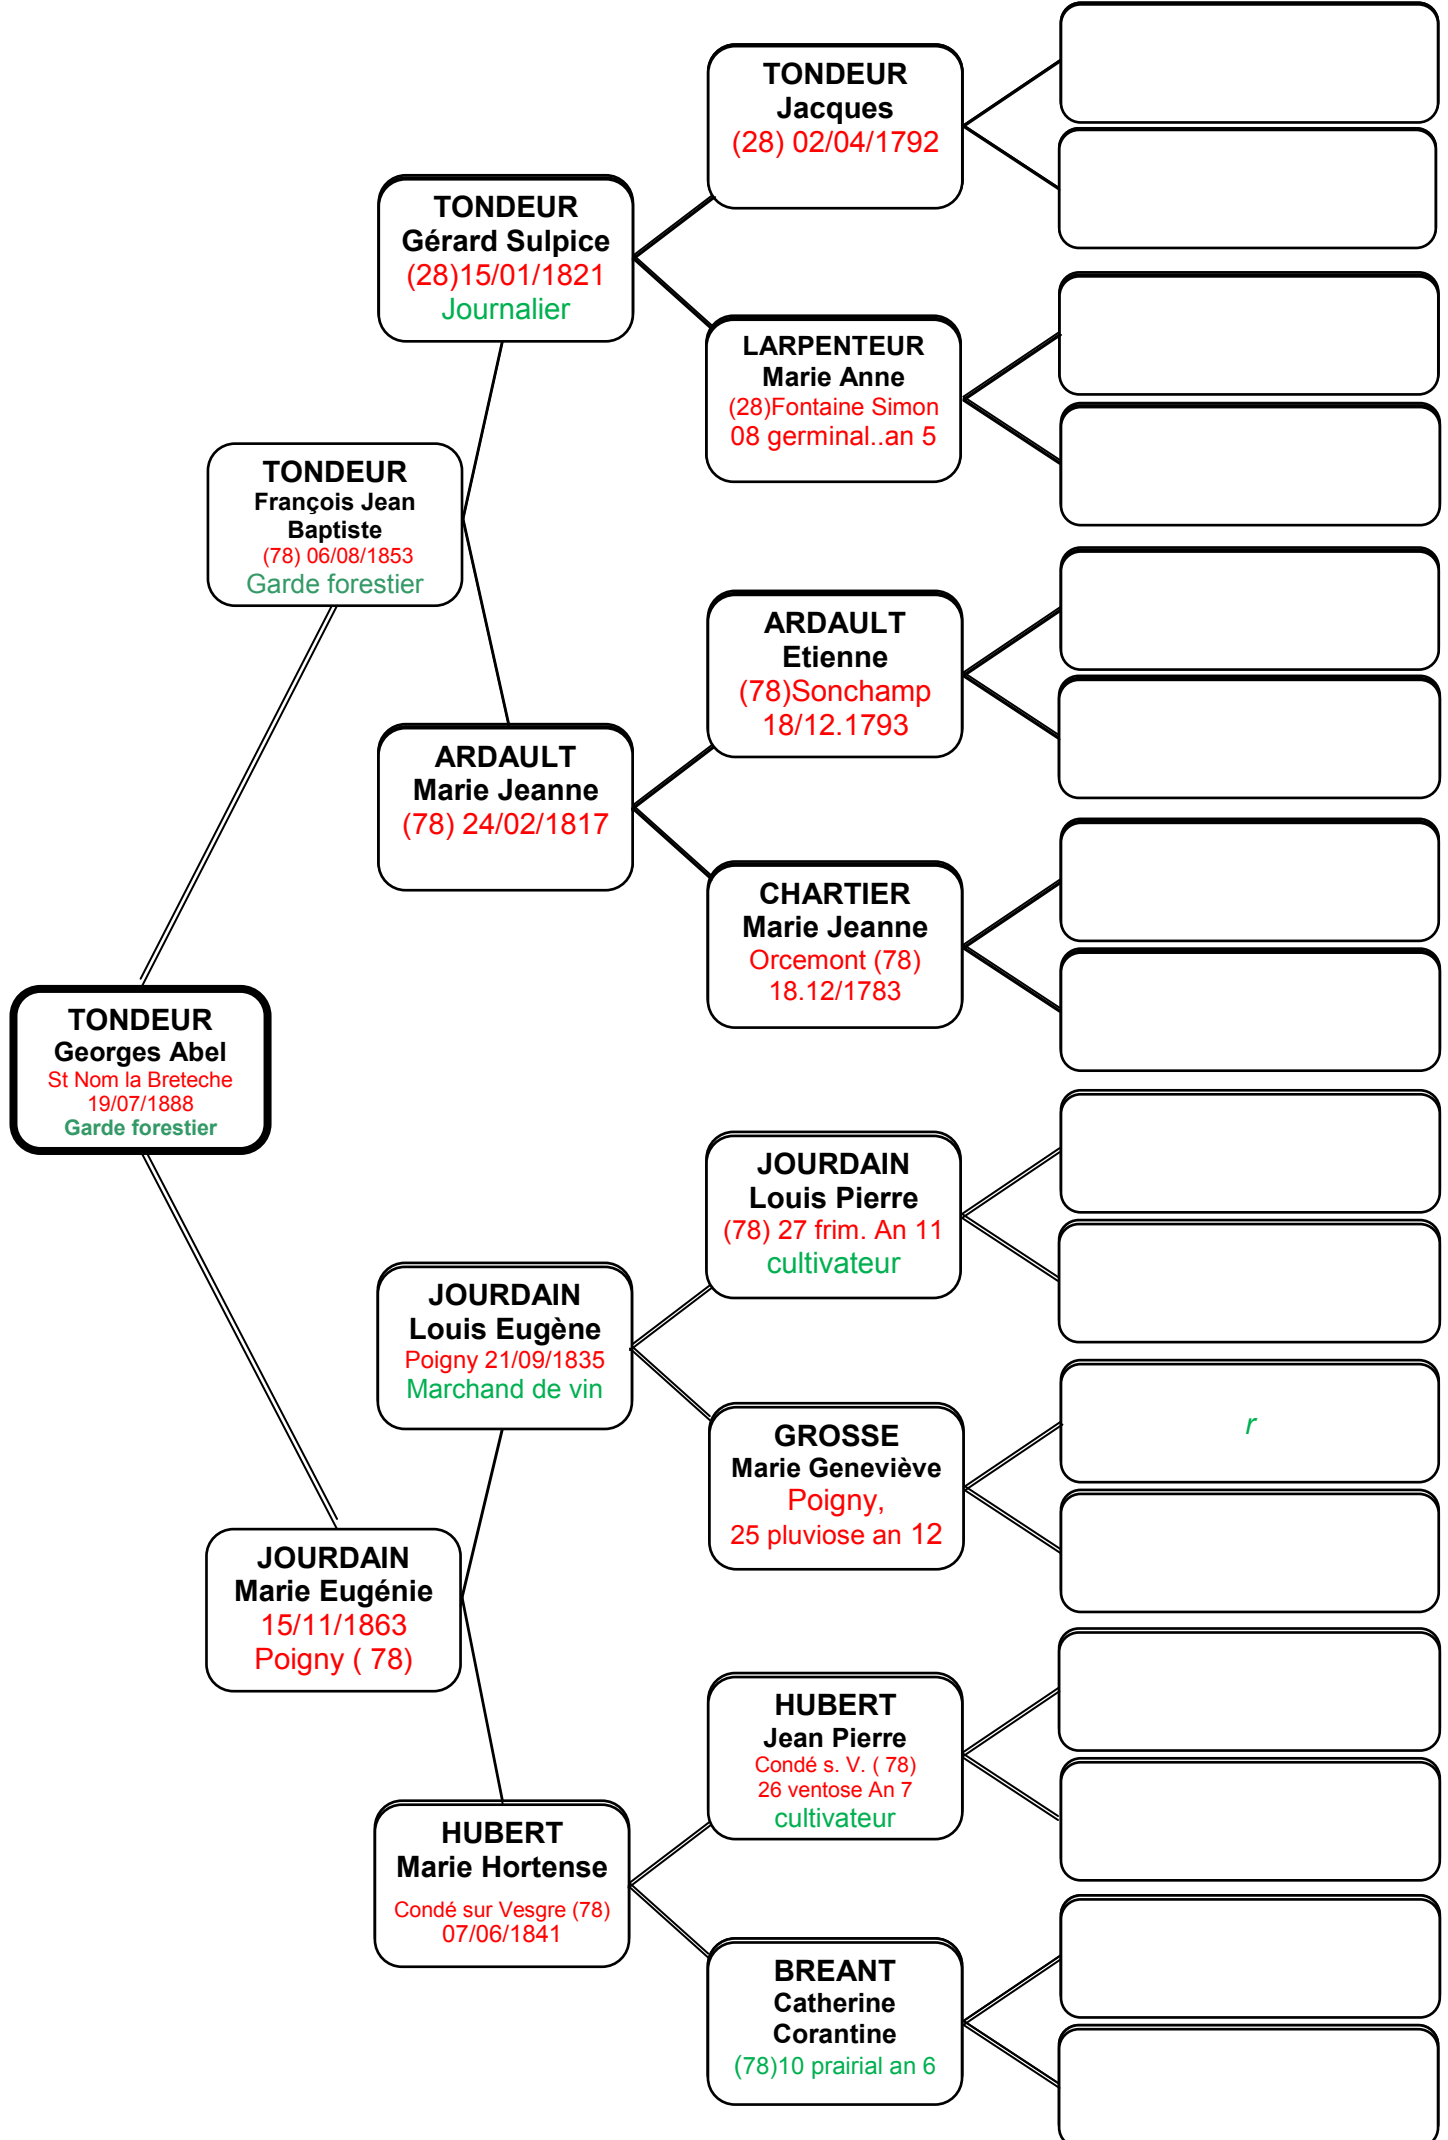 TONDEUR
Jacques
(28) 02/04/1792
TONDEUR
Gérard Sulpice
(28)15/01/1821
Journalier
LARPENTEUR
Marie Anne
(28)Fontaine Simon
08 germinal..an 5
TONDEUR
François Jean
Baptiste
(78) 06/08/1853
Garde forestier
ARDAULT
Etienne
(78)Sonchamp
18/12.1793
ARDAULT
Marie Jeanne
(78) 24/02/1817
CHARTIER
Marie Jeanne
Orcemont (78)
18.12/1783
TONDEUR
Georges Abel
St Nom la Breteche
19/07/1888
Garde forestier
JOURDAIN
Louis Pierre
(78) 27 frim. An 11
cultivateur
JOURDAIN
Louis Eugène
Poigny 21/09/1835
Marchand de vin
GROSSE
Marie Geneviève
Poigny,
25 pluviose an 12
r
JOURDAIN
Marie Eugénie
15/11/1863
Poigny ( 78)
HUBERT
Jean Pierre
Condé s. V. ( 78)
26 ventose An 7
cultivateur
HUBERT
Marie Hortense
Condé sur Vesgre (78)
07/06/1841
BREANT
Catherine
Corantine
(78)10 prairial an 6